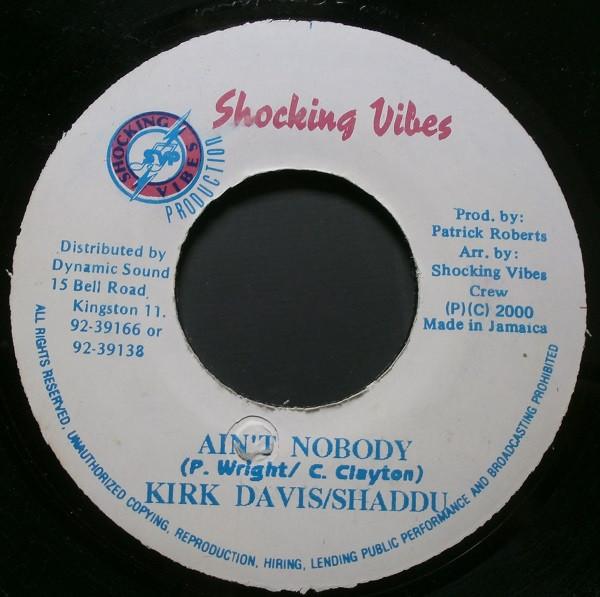 Shocking Vibes
SHOCKING
VIBES
SVP
PRODUCTION
Distributed by
Dynamic Sound
15 Bell Road,
Kingston 11.
92-39166 or
92-39138
Prod. by:
Patrick Roberts
Arr. by:
Shocking Vibes
Crew
(P)(C) 2000
Made in Jamaica
AIN'T NOBODY
(P. Wright/ C. Clayton)
KIRK DAVIS/SHADDU
ALL RIGHTS RESERVED, UNAUTHORIZED COPYING, REPRODUCTION, HIRING, LENDING PUBLIC PERFORMANCE AND BROADCASTING PROHIBITED